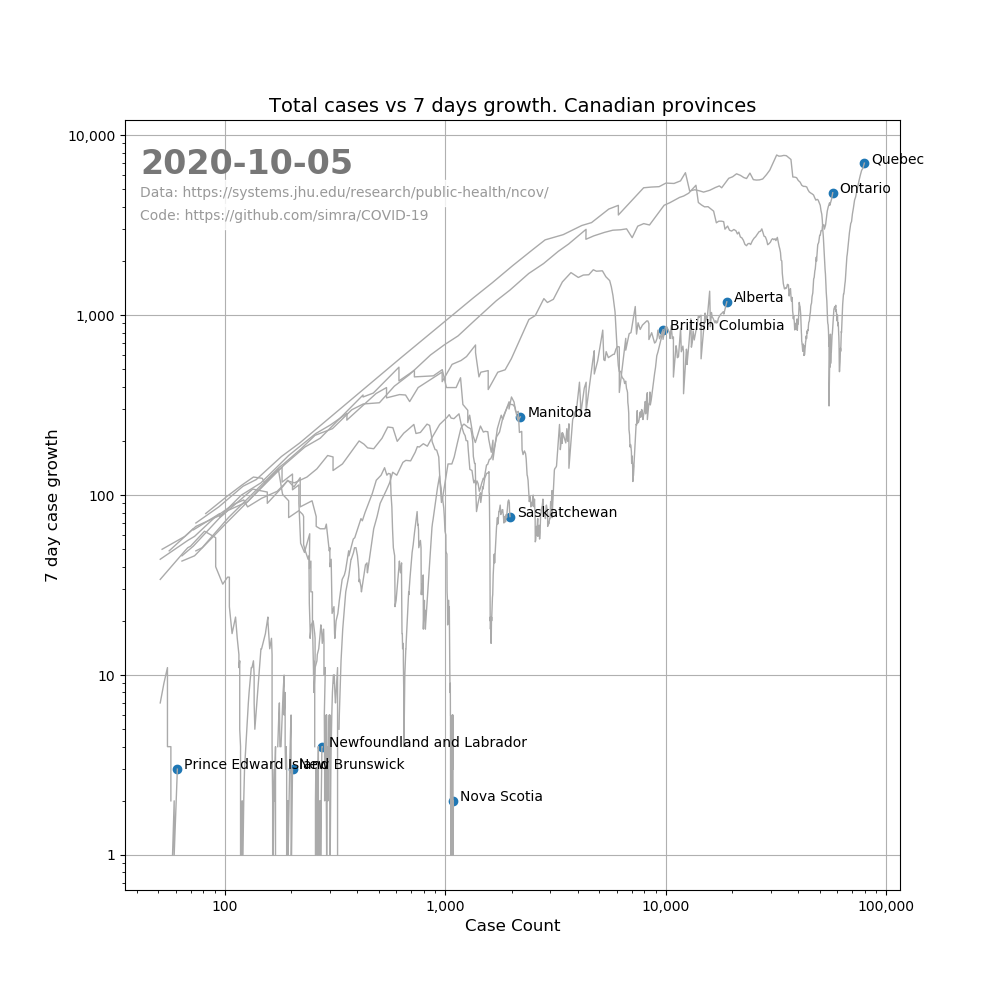 Total cases vs 7 days growth. Canadian provinces
10,000
2020-10-05
Quebec
Data: https://systems.jhu.edu/research/public-health/ncov/
Ontario
Code: https://github.com/simra/COVID-19
Alberta
1,000
British Columbia
Manitoba
100
Saskatchewan
7 day case growth
10
Newfoundland and Labrador
Prince Edward Island
New Brunswick
Nova Scotia
1
100
1,000
10,000
100,000
Case Count